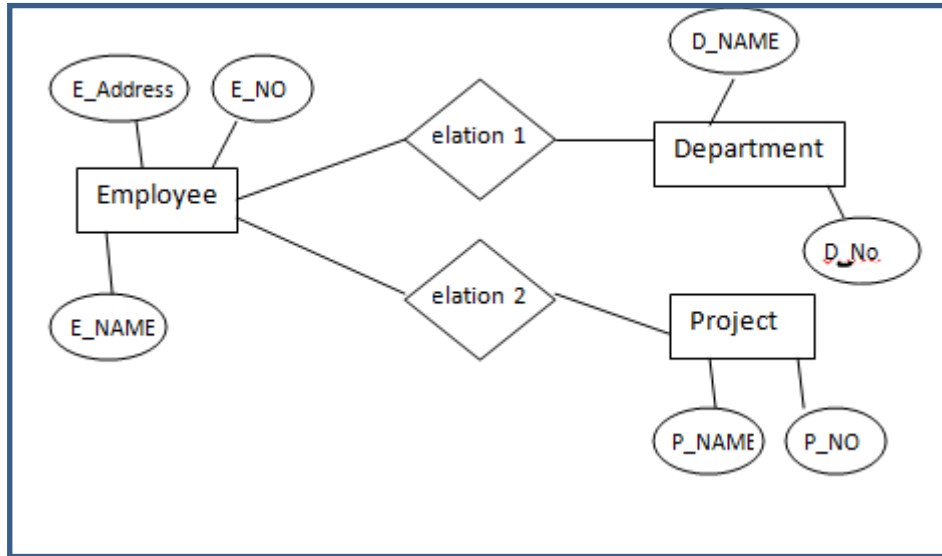 D_NAME
E_Address
E_NO
elation 1
Department
Employee
D_No
elation 2
Project
E_NAME
P_NAME
P_NO